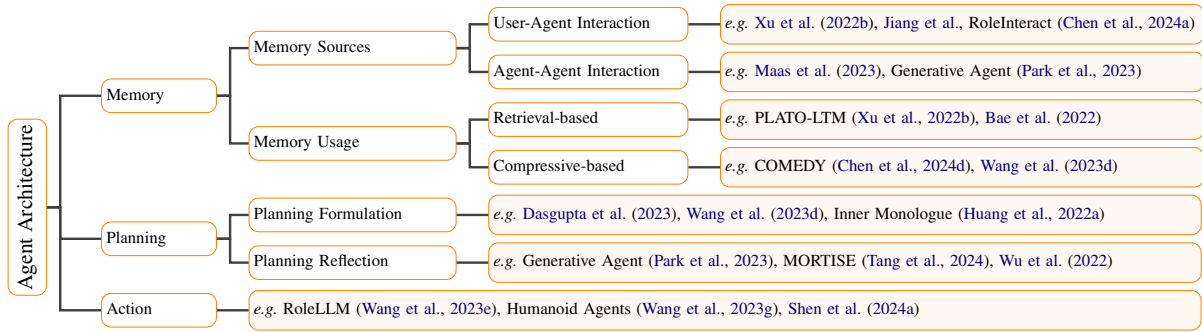 Agent Architecture
Memory
Memory Sources
User-Agent Interaction
e.g. Xu et al. (2022b), Jiang et al., RoleInteract (Chen et al., 2024a)
Agent-Agent Interaction
e.g. Maas et al. (2023), Generative Agent (Park et al., 2023)
Memory Usage
Retrieval-based
e.g. PLATO-LTM (Xu et al., 2022b), Bae et al. (2022)
Compressive-based
e.g. COMEDY (Chen et al., 2024d), Wang et al. (2023d)
Planning
Planning Formulation
e.g. Dasgupta et al. (2023), Wang et al. (2023d), Inner Monologue (Huang et al., 2022a)
Planning Reflection
e.g. Generative Agent (Park et al., 2023), MORTISE (Tang et al., 2024), Wu et al. (2022)
Action
e.g. RoleLLM (Wang et al., 2023e), Humanoid Agents (Wang et al., 2023g), Shen et al. (2024a)